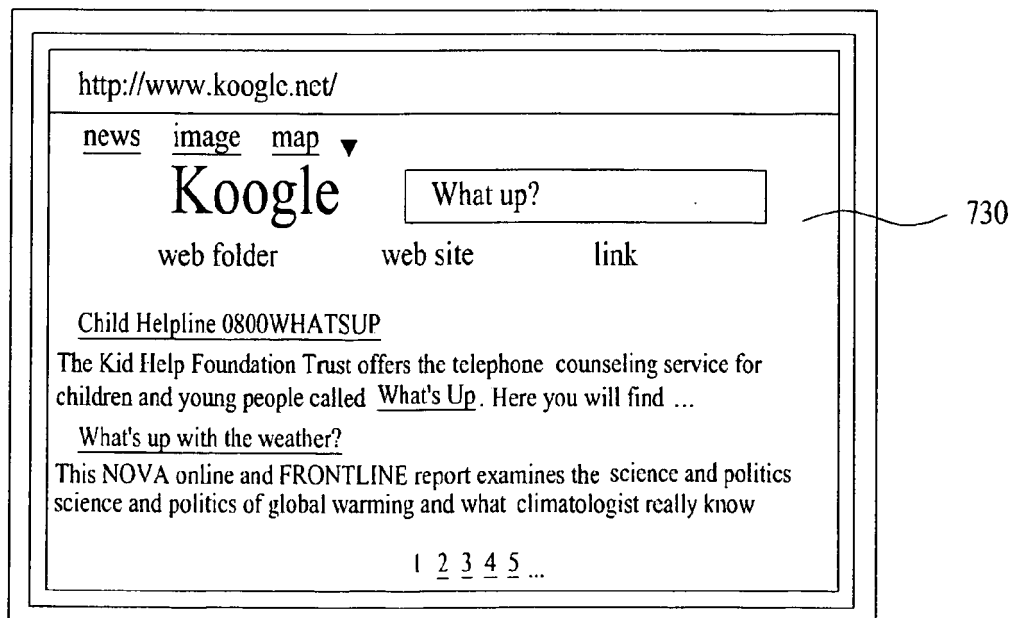 http://www.koogle.net/
news image map ▼
Koogle What up?
730
web folder web site link
Child Helpline 0800WHATSUP
The Kid Help Foundation Trust offers the telephone counseling service for
children and young people called What's Up. Here you will find ...
What's up with the weather?
This NOVA online and FRONTLINE report examines the science and politics
science and politics of global warming and what climatologist really know
1 2 3 4 5 ...